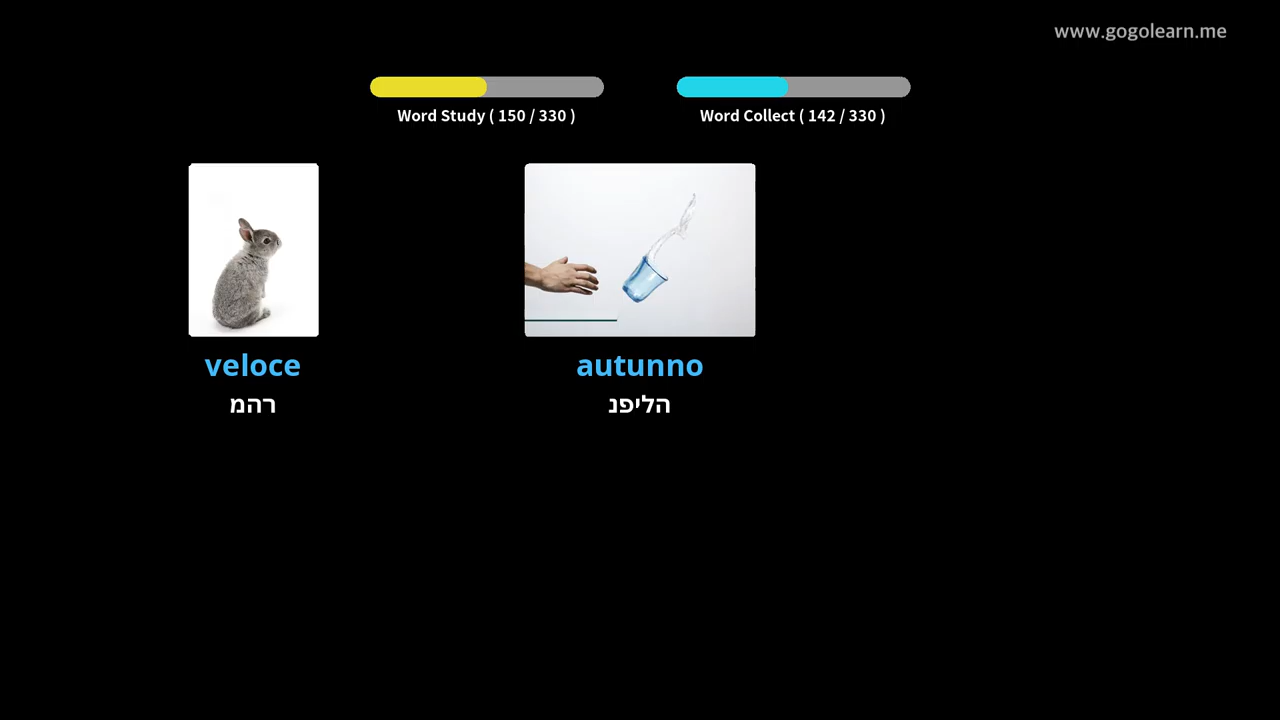 www.gogolearn.me
Word Study ( 150 / 330 )
Word Collect ( 142 / 330 )
veloce
רהמ
autunno
הליפנ